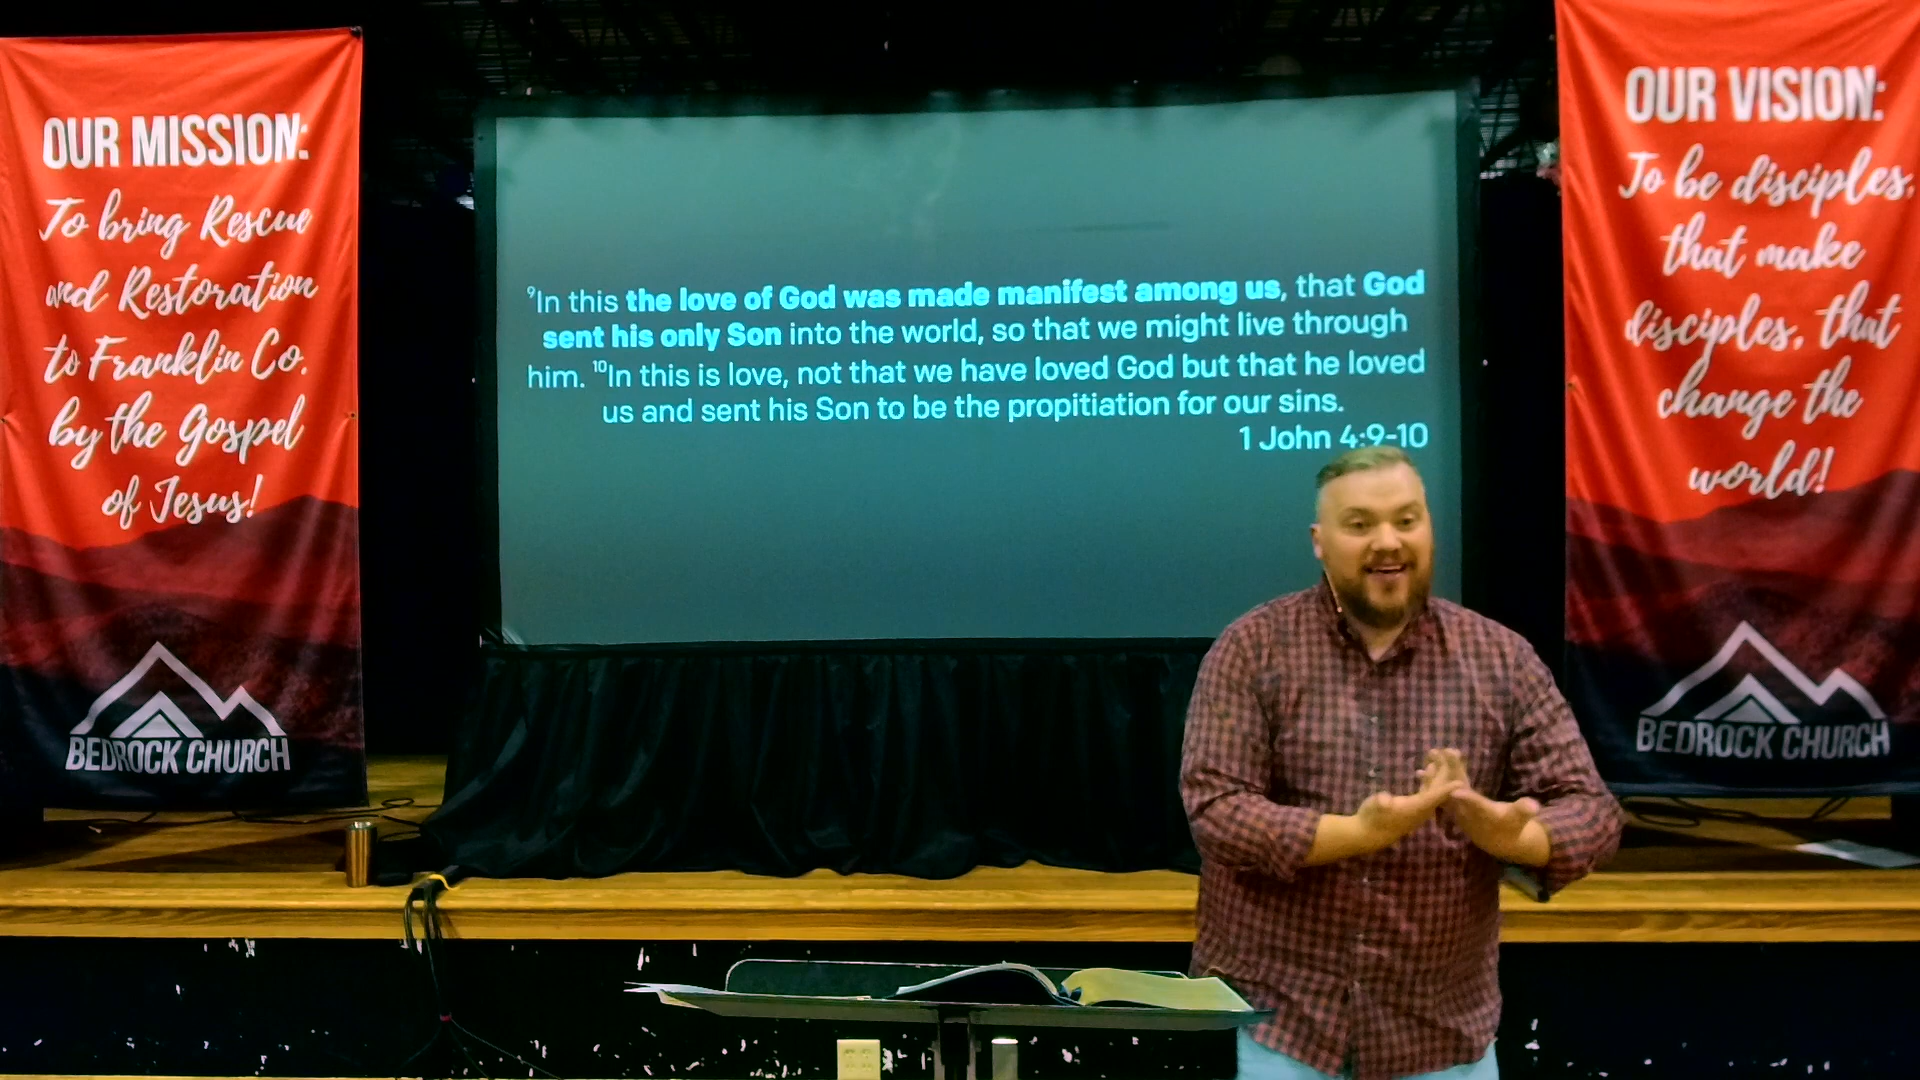 OUR MISSION:
To bring Rescue
and Restoration
to Franklin Co.
by the Gospel
of Jesus!
BEDROCK CHURCH
⁹In this the love of God was made manifest among us, that God
sent his only Son into the world, so that we might live through
him. ¹⁰In this is love, not that we have loved God but that he loved
us and sent his Son to be the propitiation for our sins.
1 John 4:9-10
OUR VISION:
To be disciples,
that make
disciples, that
change the
world!
BEDROCK CHURCH